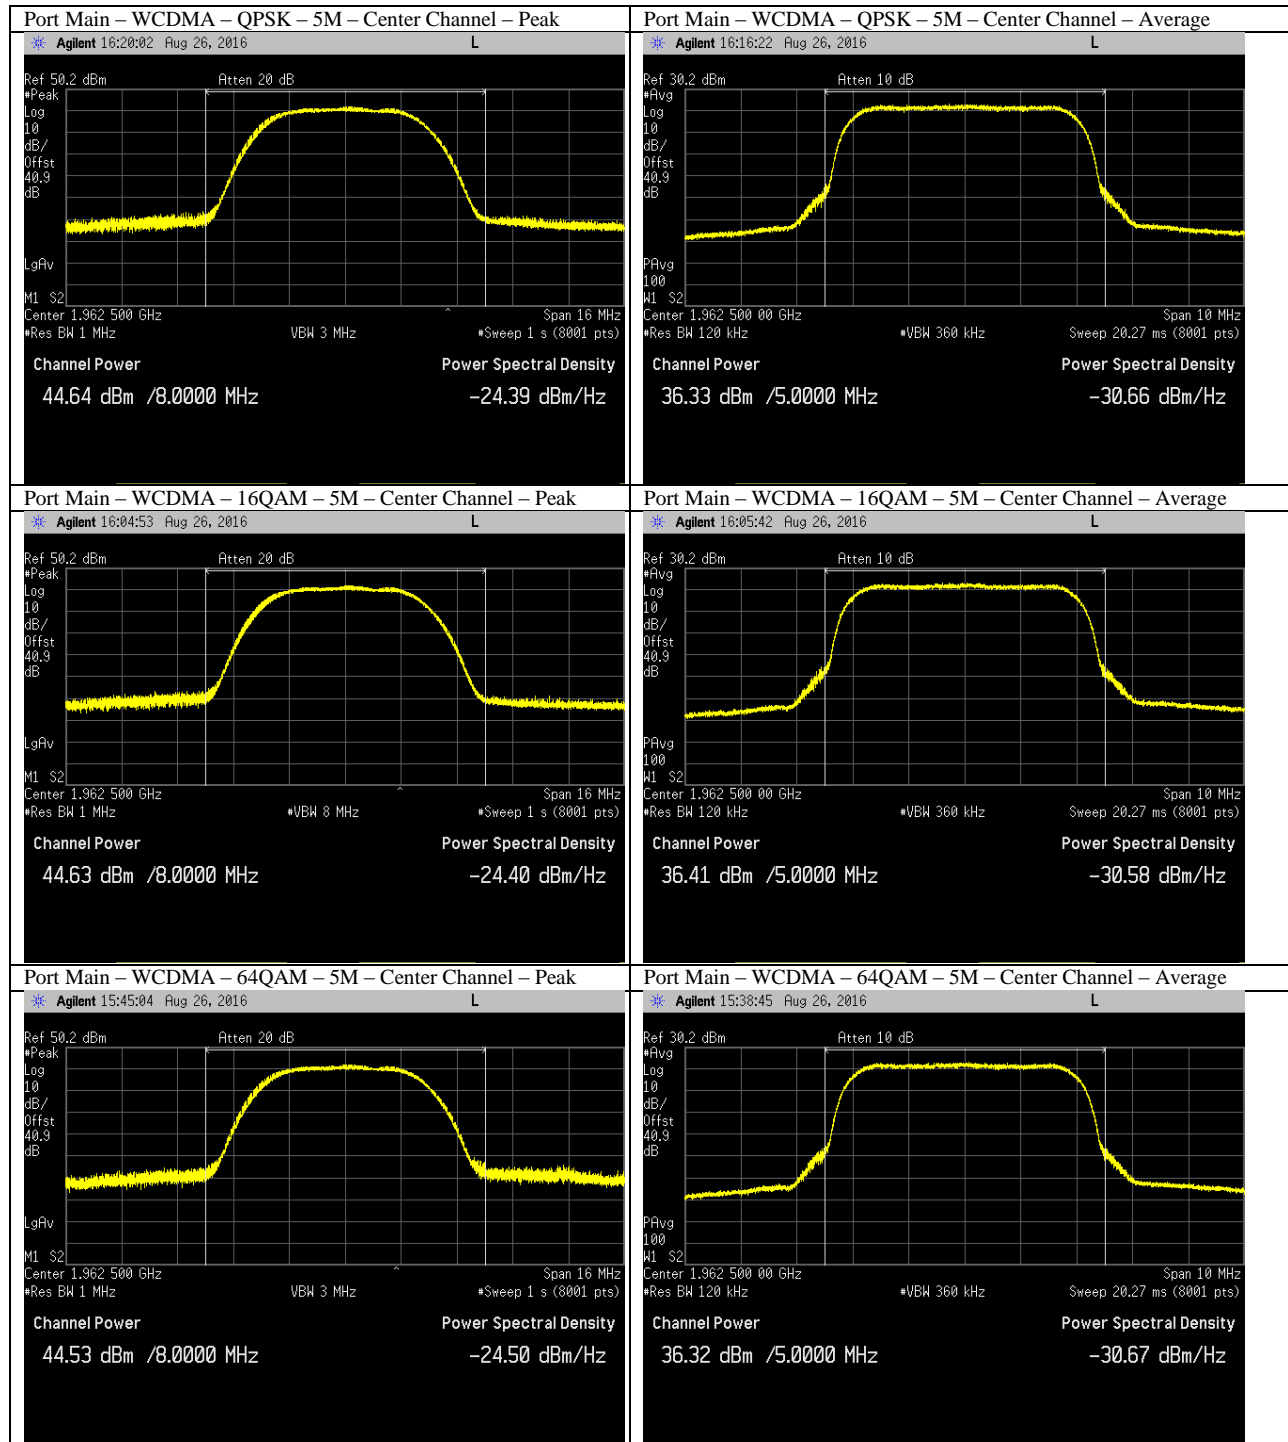 Port Main – WCDMA – QPSK – 5M – Center Channel – Peak
Agilent 16:20:02 Aug 26, 2016 L
Ref 50.2 dBm Atten 20 dB
#Peak
Log
10
dB/
Offst
40.9
dB
LgAv
M1 S2
Center 1.962 500 GHz Span 16 MHz
#Res BW 1 MHz VBW 3 MHz #Sweep 1 s (8001 pts)
Channel Power Power Spectral Density
44.64 dBm /8.0000 MHz -24.39 dBm/Hz
Port Main – WCDMA – QPSK – 5M – Center Channel – Average
Agilent 16:16:22 Aug 26, 2016 L
Ref 30.2 dBm Atten 10 dB
#Avg
Log
10
dB/
Offst
40.9
dB
PAvg
100
W1 S2
Center 1.962 500 00 GHz Span 10 MHz
#Res BW 120 kHz #VBW 360 kHz Sweep 20.27 ms (8001 pts)
Channel Power Power Spectral Density
36.33 dBm /5.0000 MHz -30.66 dBm/Hz
Port Main – WCDMA – 16QAM – 5M – Center Channel – Peak
Agilent 16:04:53 Aug 26, 2016 L
Ref 50.2 dBm Atten 20 dB
#Peak
Log
10
dB/
Offst
40.9
dB
LgAv
M1 S2
Center 1.962 500 GHz Span 16 MHz
#Res BW 1 MHz #VBW 8 MHz #Sweep 1 s (8001 pts)
Channel Power Power Spectral Density
44.63 dBm /8.0000 MHz -24.40 dBm/Hz
Port Main – WCDMA – 16QAM – 5M – Center Channel – Average
Agilent 16:05:42 Aug 26, 2016 L
Ref 30.2 dBm Atten 10 dB
#Avg
Log
10
dB/
Offst
40.9
dB
PAvg
100
W1 S2
Center 1.962 500 00 GHz Span 10 MHz
#Res BW 120 kHz #VBW 360 kHz Sweep 20.27 ms (8001 pts)
Channel Power Power Spectral Density
36.41 dBm /5.0000 MHz -30.58 dBm/Hz
Port Main – WCDMA – 64QAM – 5M – Center Channel – Peak
Agilent 15:45:04 Aug 26, 2016 L
Ref 50.2 dBm Atten 20 dB
#Peak
Log
10
dB/
Offst
40.9
dB
LgAv
M1 S2
Center 1.962 500 GHz Span 16 MHz
#Res BW 1 MHz VBW 3 MHz #Sweep 1 s (8001 pts)
Channel Power Power Spectral Density
44.53 dBm /8.0000 MHz -24.50 dBm/Hz
Port Main – WCDMA – 64QAM – 5M – Center Channel – Average
Agilent 15:38:45 Aug 26, 2016 L
Ref 30.2 dBm Atten 10 dB
#Avg
Log
10
dB/
Offst
40.9
dB
PAvg
100
W1 S2
Center 1.962 500 00 GHz Span 10 MHz
#Res BW 120 kHz #VBW 360 kHz Sweep 20.27 ms (8001 pts)
Channel Power Power Spectral Density
36.32 dBm /5.0000 MHz -30.67 dBm/Hz